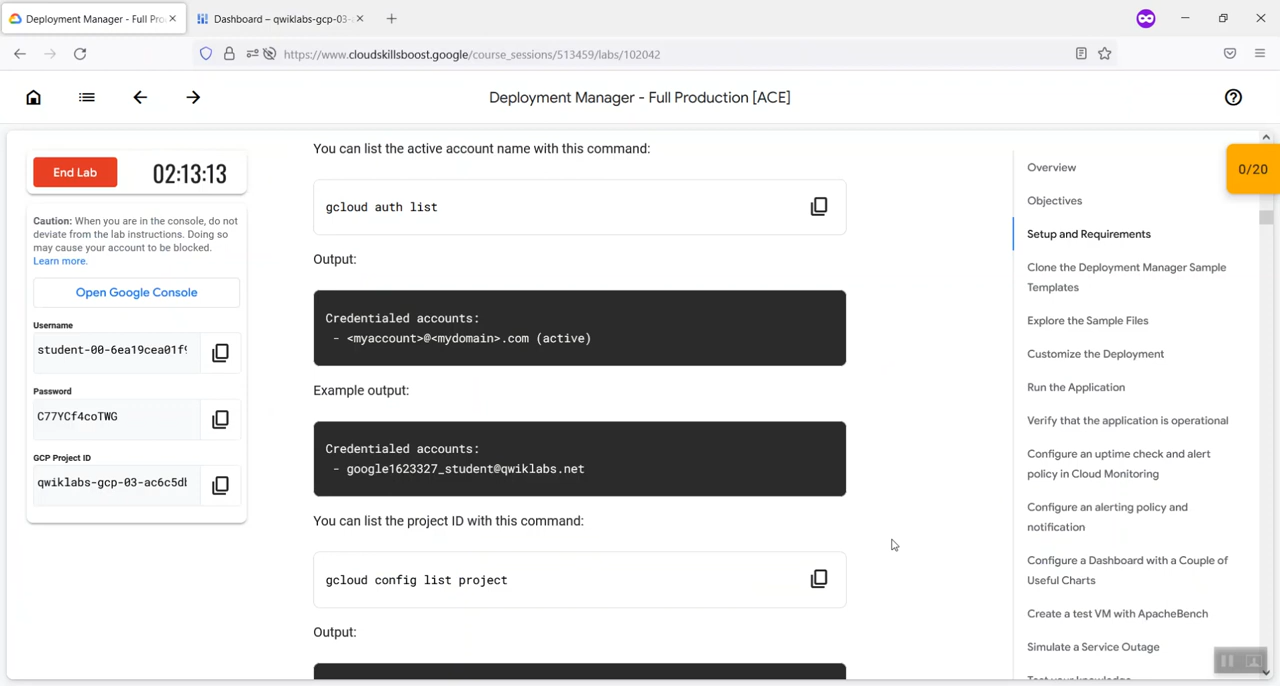 Deployment Manager - Full Pro
Dashboard – qwiklabs-gcp-03-
https://www.cloudskillsboost.google/course_sessions/513459/labs/102042
Deployment Manager - Full Production [ACE]
End Lab
02:13:13
Caution: When you are in the console, do not
deviate from the lab instructions. Doing so
may cause your account to be blocked.
Learn more.
Open Google Console
Username
student-00-6ea19cea01f9
Password
C77YCf4coTWG
GCP Project ID
qwiklabs-gcp-03-ac6c5db
You can list the active account name with this command:
gcloud auth list
Output:
Credentialed accounts:
- <myaccount>@<mydomain>.com (active)
Example output:
Credentialed accounts:
- google1623327_student@qwiklabs.net
You can list the project ID with this command:
gcloud config list project
Output:
0/20
Overview
Objectives
Setup and Requirements
Clone the Deployment Manager Sample
Templates
Explore the Sample Files
Customize the Deployment
Run the Application
Verify that the application is operational
Configure an uptime check and alert
policy in Cloud Monitoring
Configure an alerting policy and
notification
Configure a Dashboard with a Couple of
Useful Charts
Create a test VM with ApacheBench
Simulate a Service Outage
Test your knowledge